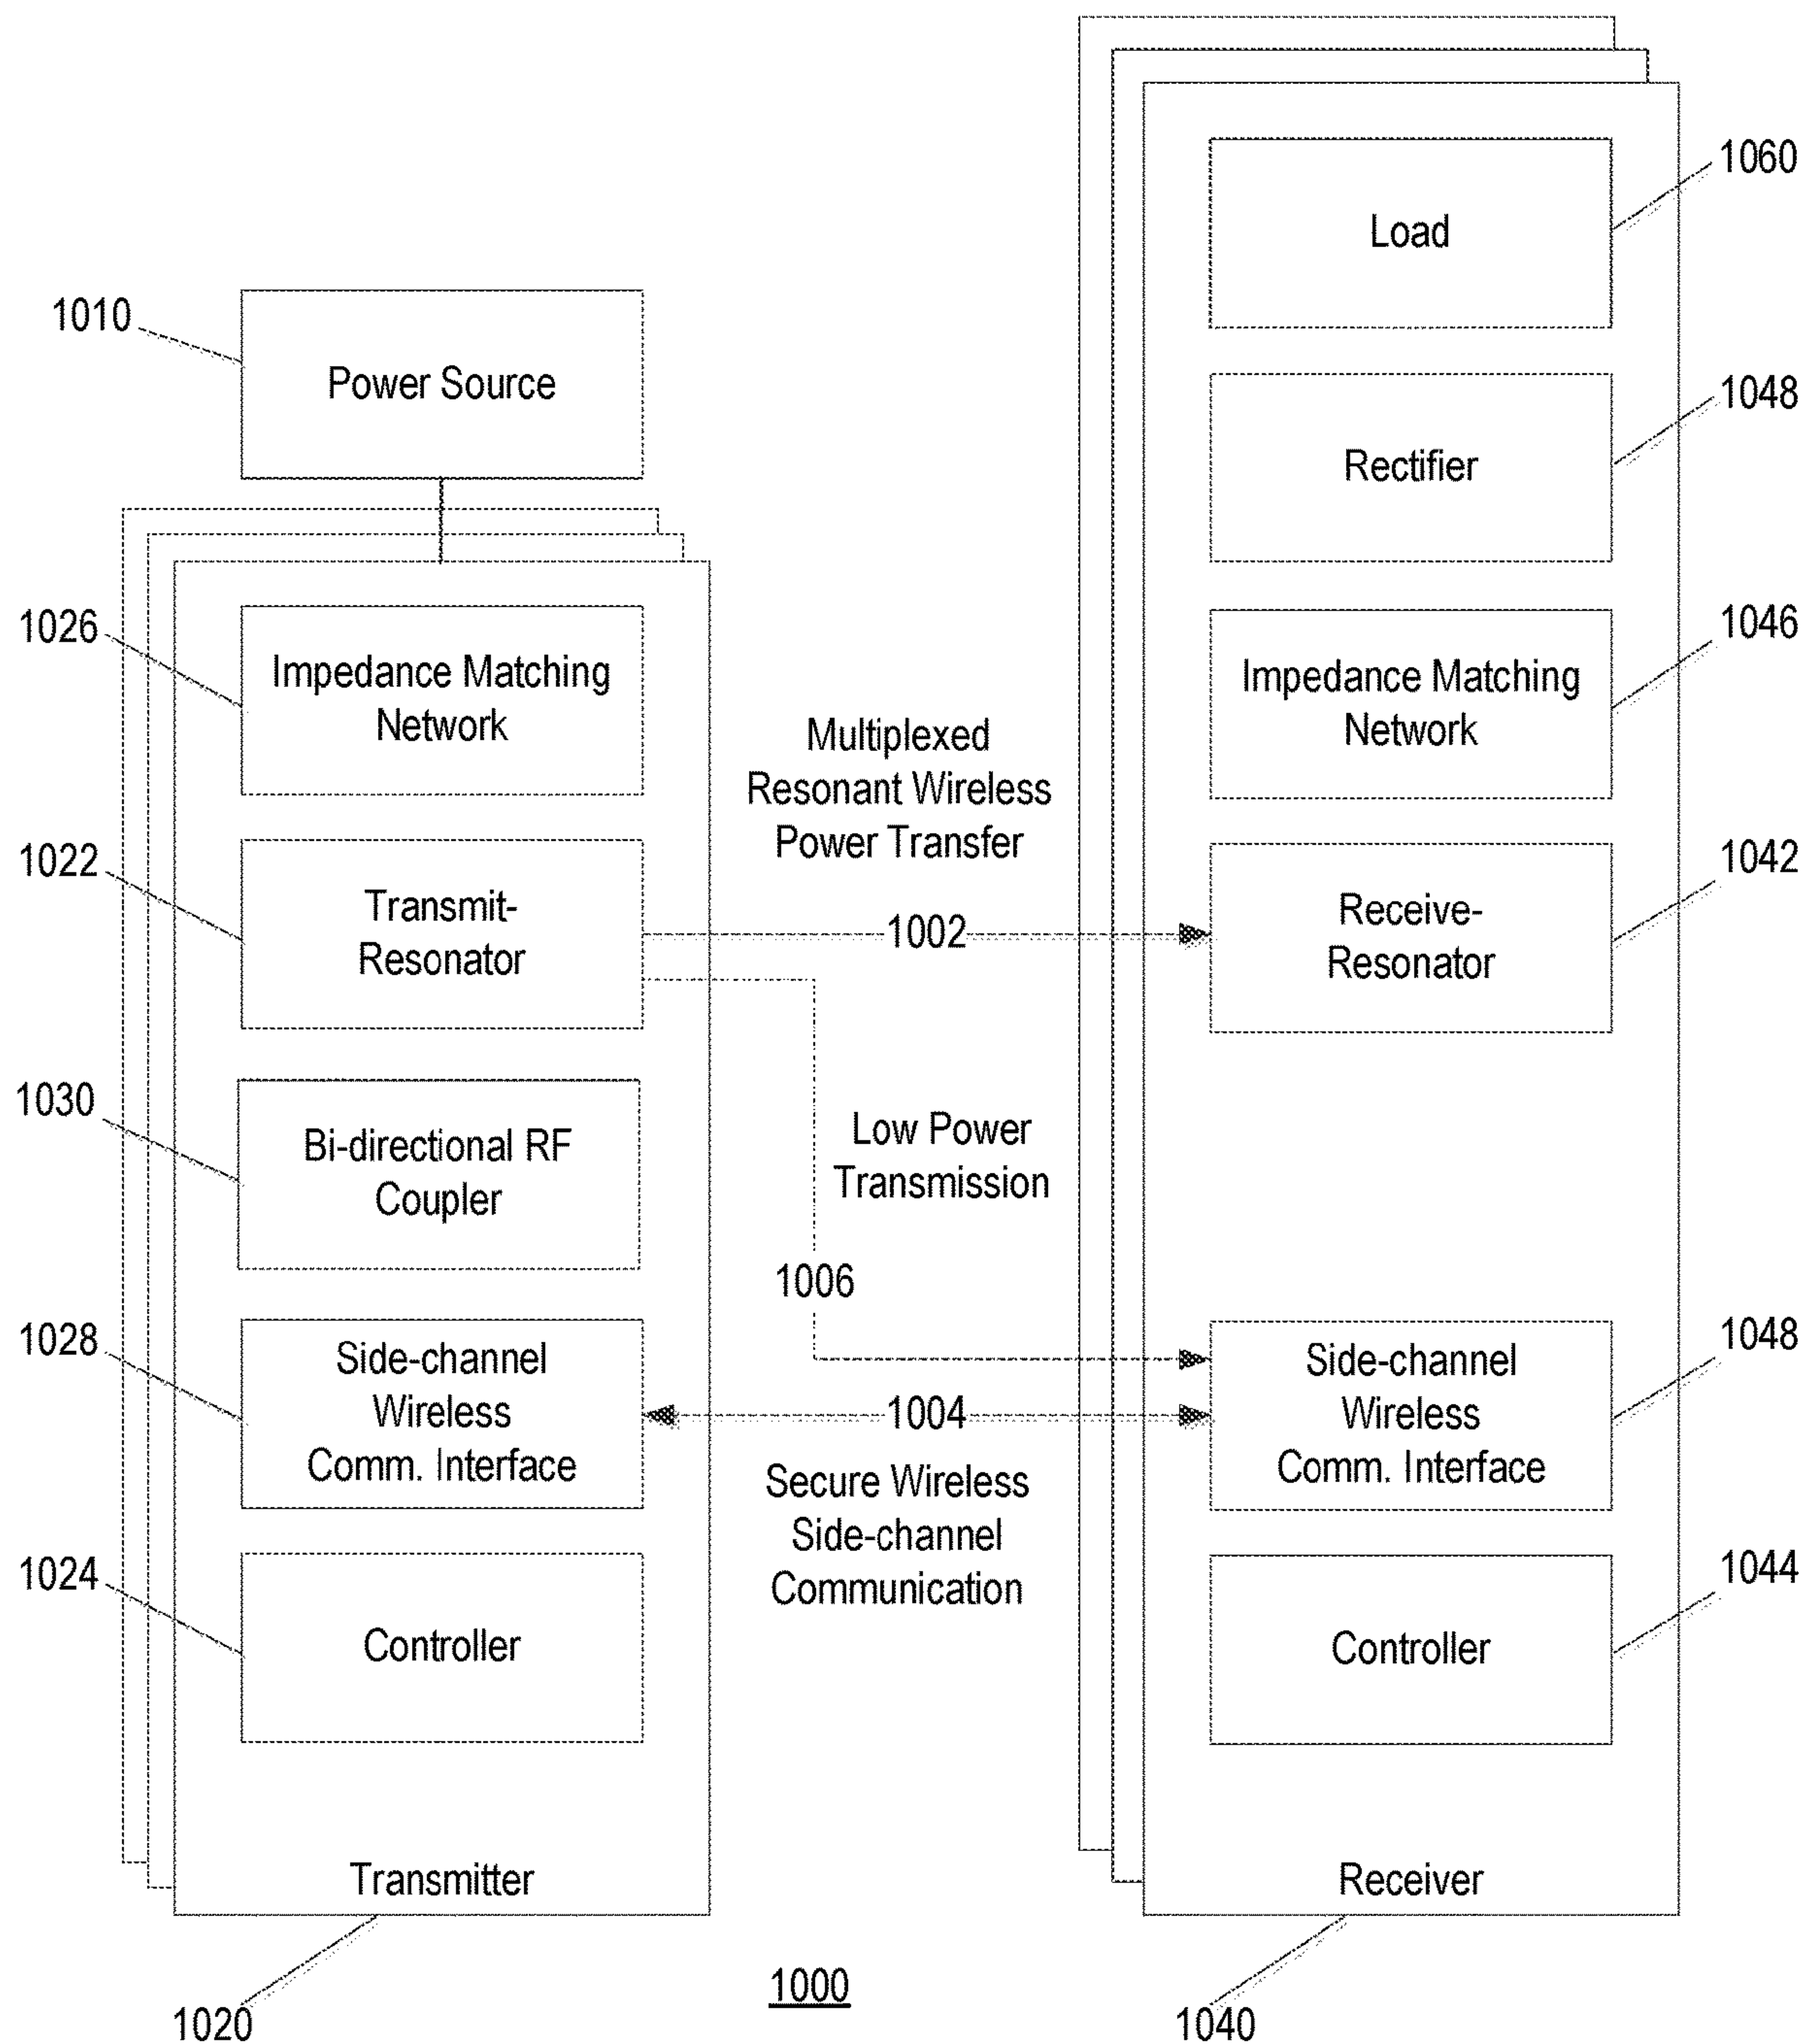 1060
Load
1010
Power Source
1048
Rectifier
1026
Impedance Matching
Network
1046
Impedance Matching
Network
Multiplexed
Resonant Wireless
Power Transfer
1022
Transmit-
Resonator
1002
1042
Receive-
Resonator
1030
Bi-directional RF
Coupler
Low Power
Transmission
1006
1028
Side-channel
Wireless
Comm. Interface
1048
Side-channel
Wireless
Comm. Interface
1004
Secure Wireless
Side-channel
Communication
1024
Controller
1044
Controller
Transmitter
Receiver
1000
1020
1040